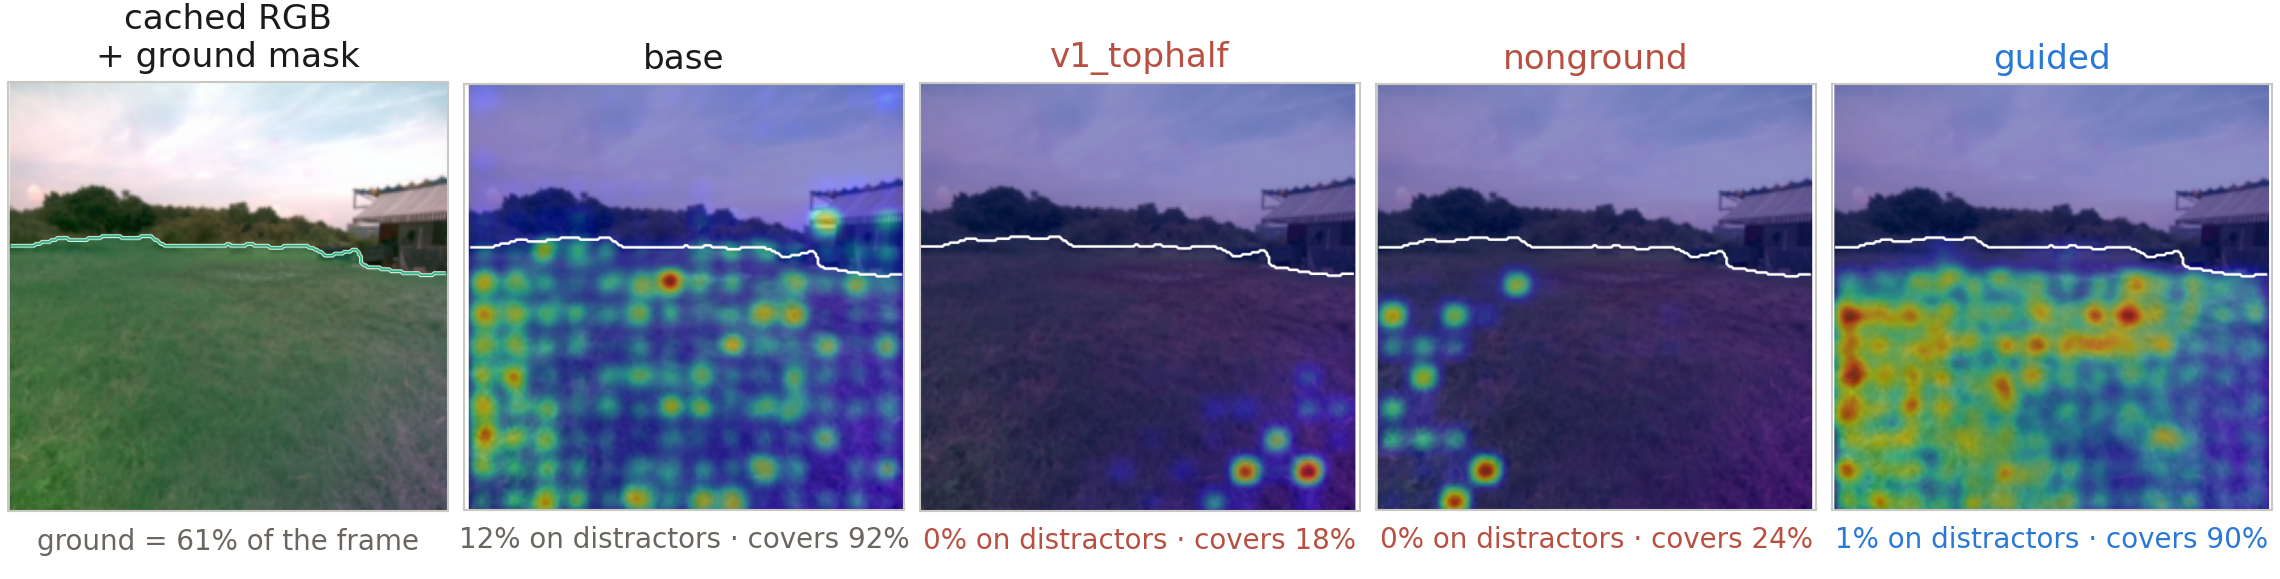 cached RGB
+ ground mask
base
v1_tophalf
nonground
guided
ground = 61% of the frame
12% on distractors · covers 92%
0% on distractors · covers 18%
0% on distractors · covers 24%
1% on distractors · covers 90%